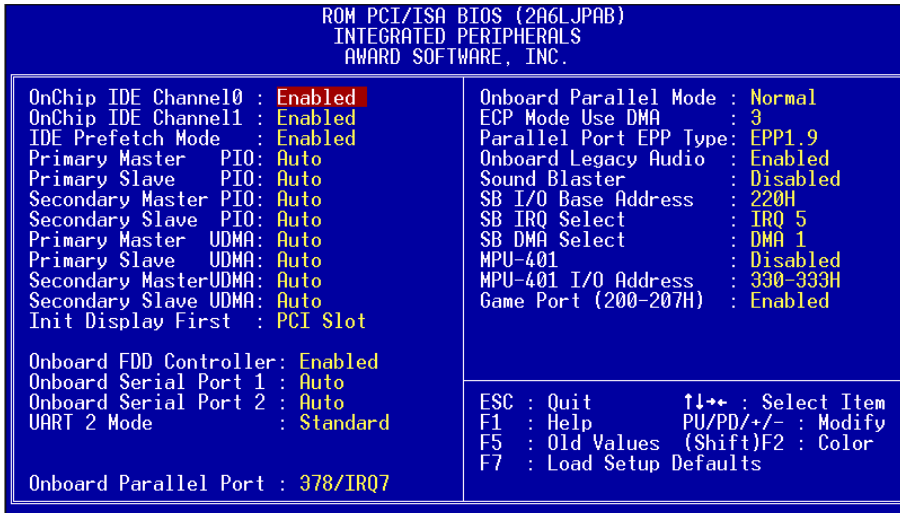 ROM PCI/ISA BIOS (2A6LJPAB)
INTEGRATED PERIPHERALS
AWARD SOFTWARE, INC.
OnChip IDE Channel0 : Enabled
OnChip IDE Channel1 : Enabled
IDE Prefetch Mode : Enabled
Primary Master PIO: Auto
Primary Slave PIO: Auto
Secondary Master PIO: Auto
Secondary Slave PIO: Auto
Primary Master UDMA: Auto
Primary Slave UDMA: Auto
Secondary MasterUDMA: Auto
Secondary Slave UDMA: Auto
Init Display First : PCI Slot
Onboard FDD Controller: Enabled
Onboard Serial Port 1 : Auto
Onboard Serial Port 2 : Auto
UART 2 Mode : Standard
Onboard Parallel Port : 378/IRQ7
Onboard Parallel Mode : Normal
ECP Mode Use DMA : 3
Parallel Port EPP Type: EPP1.9
Onboard Legacy Audio : Enabled
Sound Blaster : Disabled
SB I/O Base Address : 220H
SB IRQ Select : IRQ 5
SB DMA Select : DMA 1
MPU-401 : Disabled
MPU-401 I/O Address : 330-333H
Game Port (200-207H) : Enabled
ESC : Quit ↑↓→← : Select Item
F1 : Help PU/PD/+/- : Modify
F5 : Old Values (Shift)F2 : Color
F7 : Load Setup Defaults